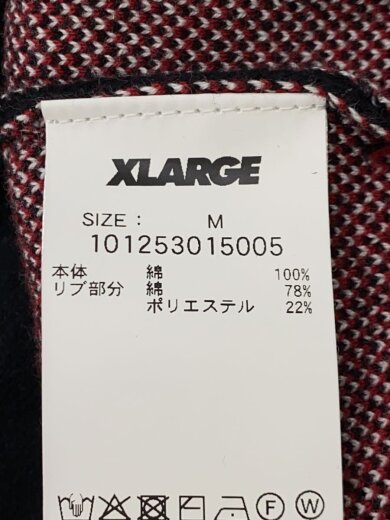 XLARGE
SIZE : M
101253015005
本体 綿 100%
リブ部分 綿 78%
ポリエステル 22%
F W